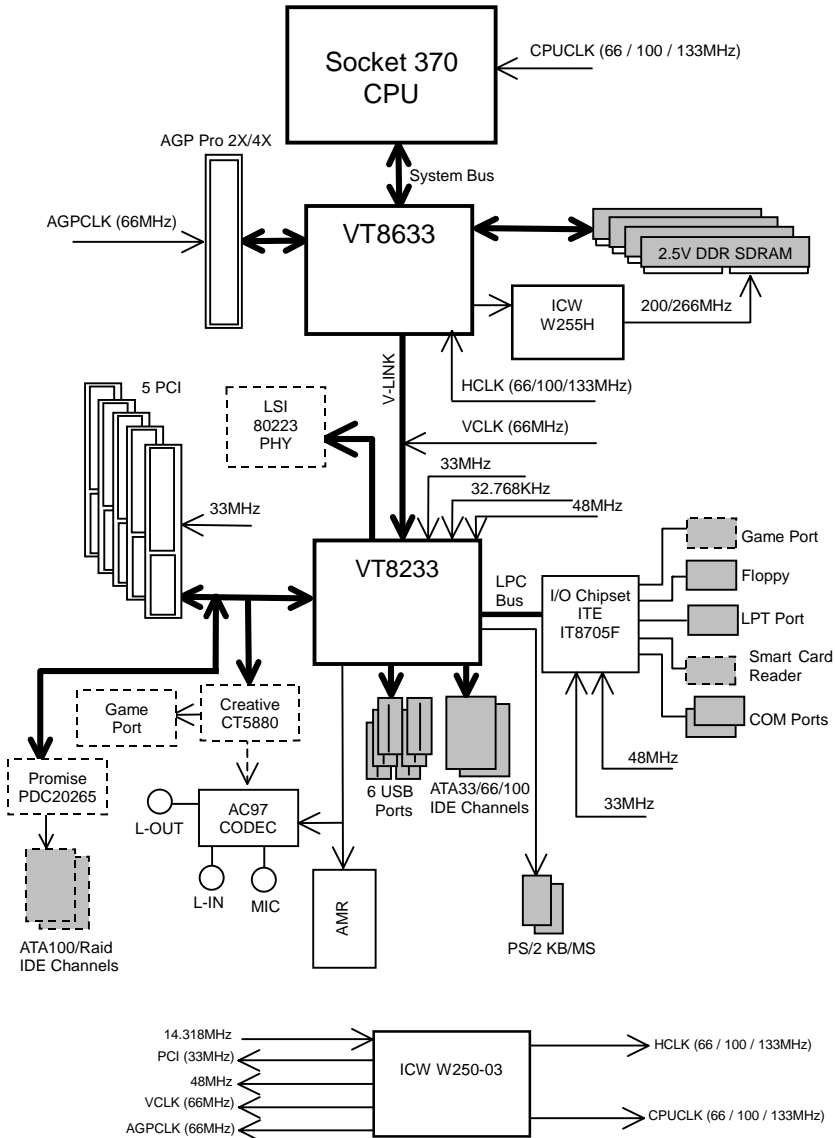 Socket 370
CPU
CPUCLK (66 / 100 / 133MHz)
AGP Pro 2X/4X
System Bus
AGPCLK (66MHz)
VT8633
2.5V DDR SDRAM
ICW
W255H
200/266MHz
V-LINK
HCLK (66/100/133MHz)
5 PCI
LSI
80223
PHY
VCLK (66MHz)
33MHz
32.768KHz
48MHz
33MHz
VT8233
LPC
Bus
I/O Chipset
ITE
IT8705F
Game Port
Floppy
LPT Port
Smart Card
Reader
COM Ports
Game
Port
Creative
CT5880
48MHz
33MHz
Promise
PDC20265
L-OUT
AC97
CODEC
6 USB
Ports
ATA33/66/100
IDE Channels
L-IN
MIC
AMR
PS/2 KB/MS
ATA100/Raid
IDE Channels
14.318MHz
PCI (33MHz)
48MHz
VCLK (66MHz)
AGPCLK (66MHz)
ICW W250-03
HCLK (66 / 100 / 133MHz)
CPUCLK (66 / 100 / 133MHz)